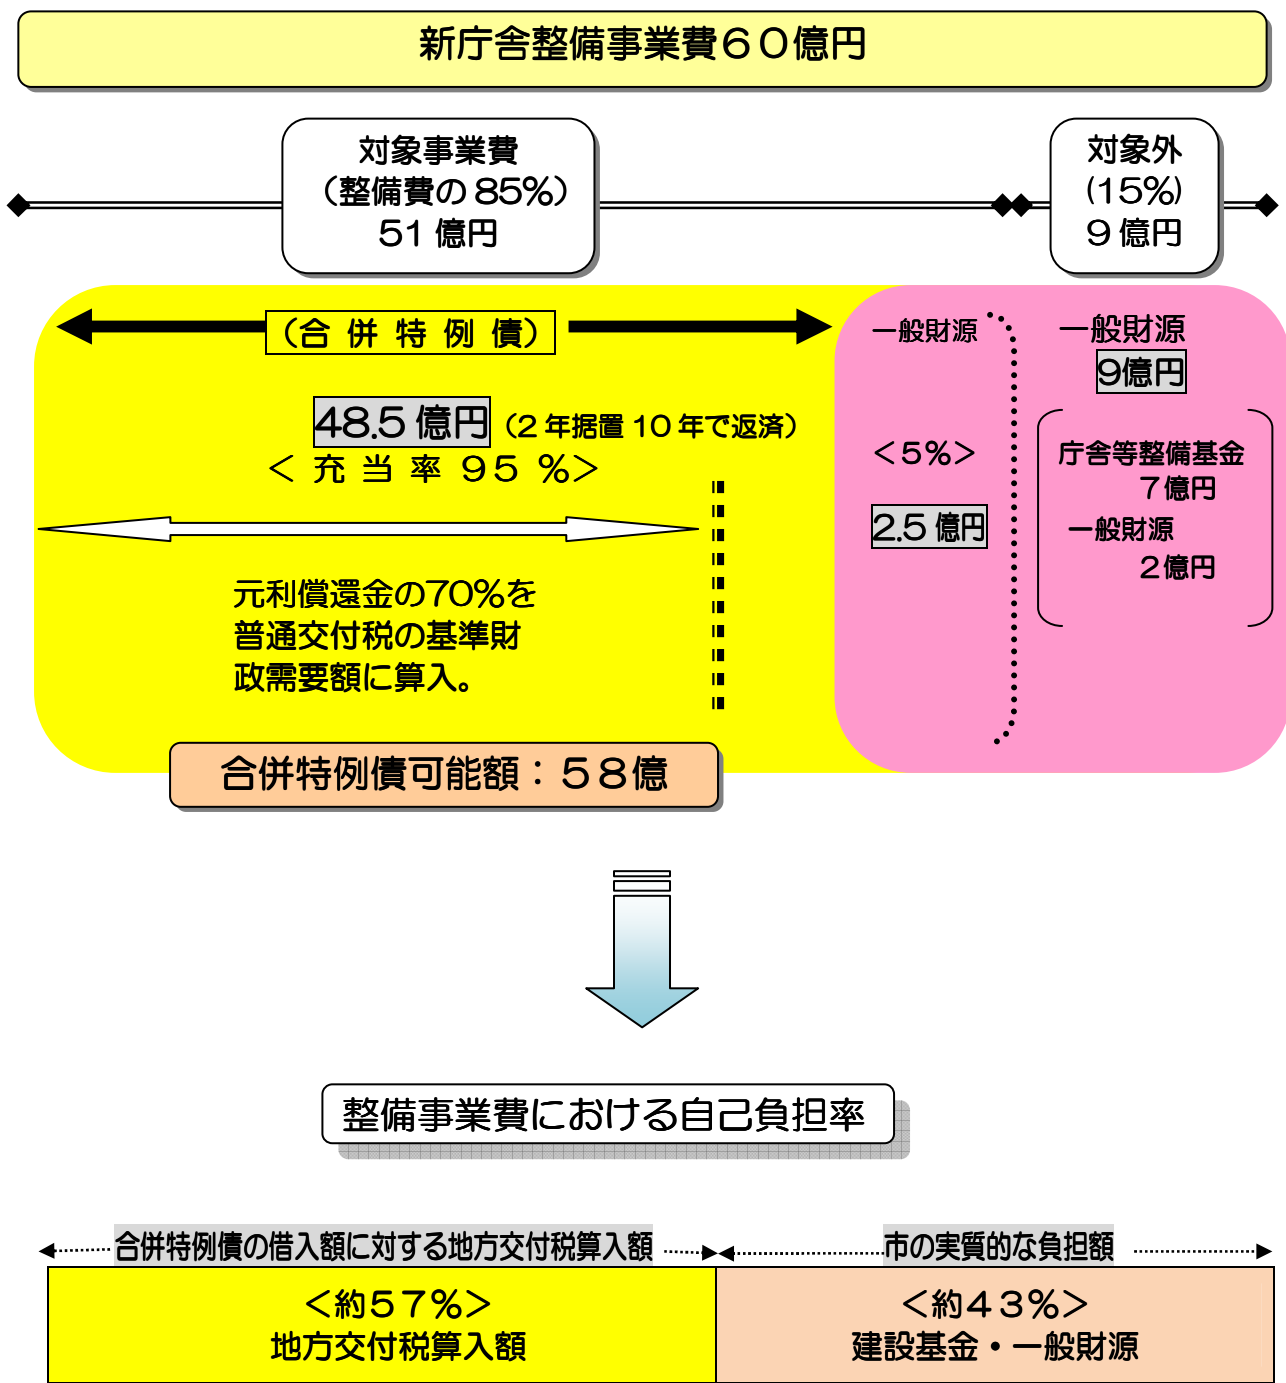 新庁舎整備事業費６０億円
対象事業費
（整備費の85%）
51億円
対象外
(15%)
９億円
（合 併 特 例 債）
48.5億円（2年据置10年で返済）
＜ 充 当 率 ９５ %＞
元利償還金の70%を
普通交付税の基準財
政需要額に算入。
合併特例債可能額：５８億
一般財源
＜5%＞
2.5億円
一般財源
9億円
庁舎等整備基金
７億円
一般財源
２億円
整備事業費における自己負担率
合併特例債の借入額に対する地方交付税算入額
市の実質的な負担額
＜約５７%＞
地方交付税算入額
＜約４３%＞
建設基金・一般財源